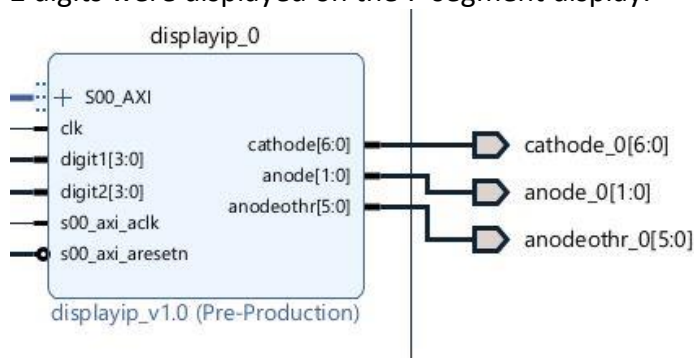 2 digits were displayed on the 7-segment display.
displayip_0
S00_AXI
clk
digit1[3:0]
digit2[3:0]
s00_axi_aclk
s00_axi_aresetn
cathode[6:0]
anode[1:0]
anodeothr[5:0]
cathode_0[6:0]
anode_0[1:0]
anodeothr_0[5:0]
displayip_v1.0 (Pre-Production)